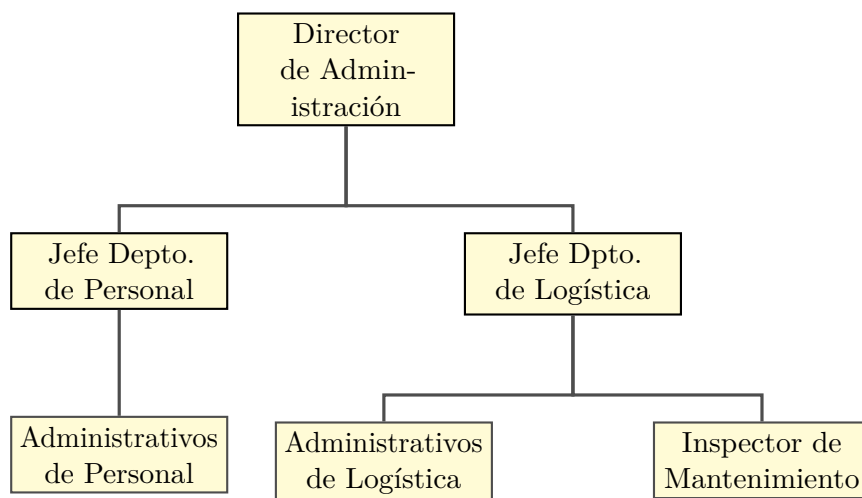 Director
de Admin-
istración
Jefe Depto.
de Personal
Jefe Dpto.
de Logística
Administrativos
de Personal
Administrativos
de Logística
Inspector de
Mantenimiento